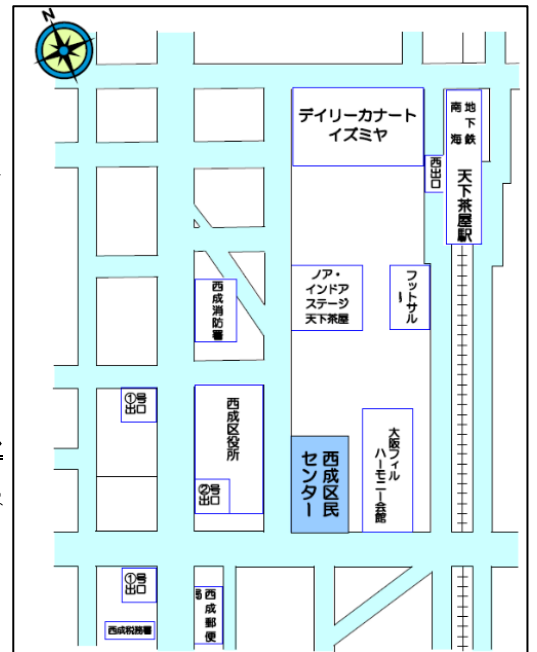 N
デイリーカナート
イズミヤ
南海
地下鉄
天下茶屋駅
西出口
ノア・
インドア
ステージ
天下茶屋
フットサル
西成消防署
①号
出口
西成区役所
②号
出口
西成区民
センター
大阪フィル
ハーモニー会館
①号
出口
西成税務署
西成郵便
局